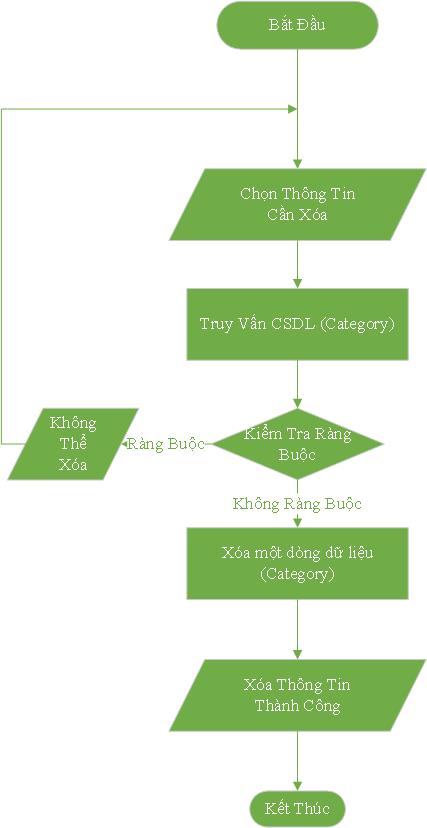 Bắt Đầu
Chọn Thông Tin
Cần Xóa
Truy Vấn CSDL (Category)
Kiểm Tra Ràng
Buộc
Ràng Buộc
Không
Thể
Xóa
Không Ràng Buộc
Xóa một dòng dữ liệu
(Category)
Xóa Thông Tin
Thành Công
Kết Thúc